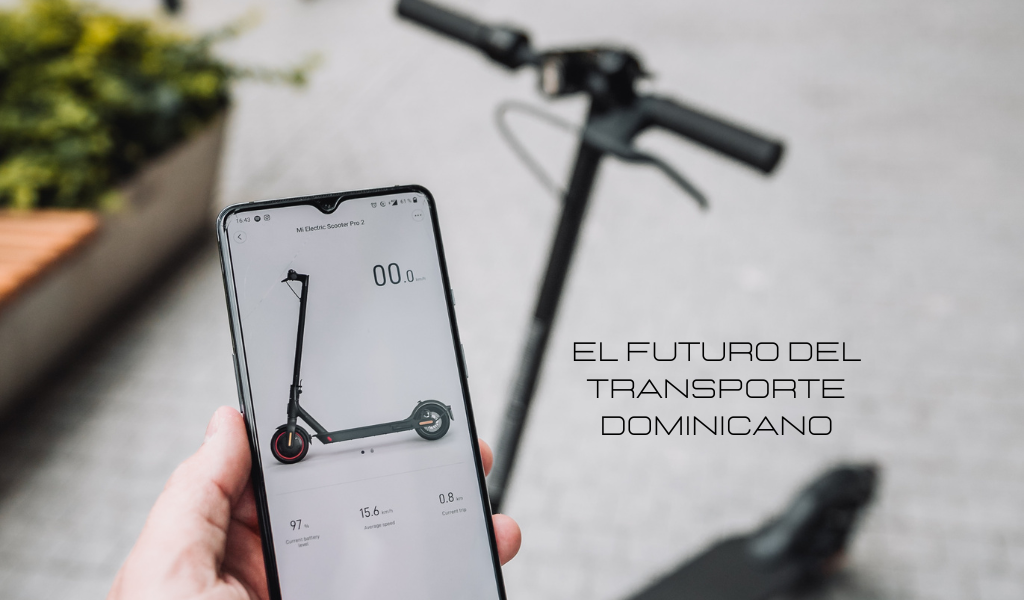 16:43
61%
Mi Electric Scooter Pro 2
00.0 km/h
EL FUTURO DEL
TRANSPORTE
DOMINICANO
97 %
Current battery
15.6 km/h
Average speed
0.8 km
Current trip